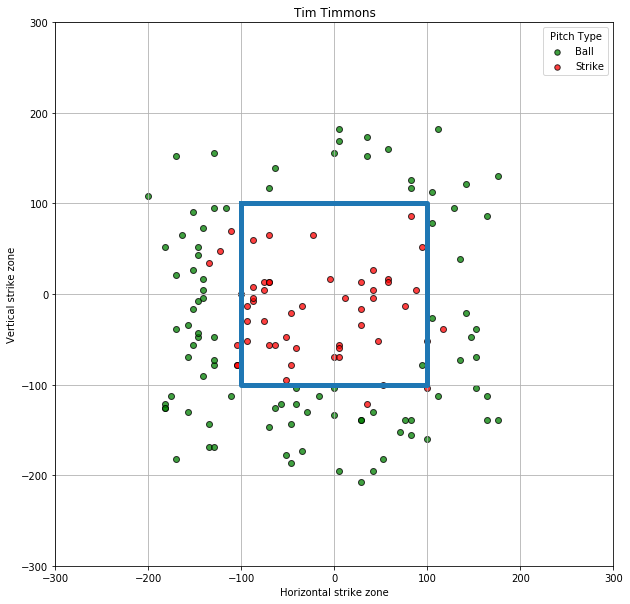 Tim Timmons
Pitch Type
Ball
Strike
300
200
100
0
−100
−200
−300
Vertical strike zone
−300 −200 −100 0 100 200 300
Horizontal strike zone